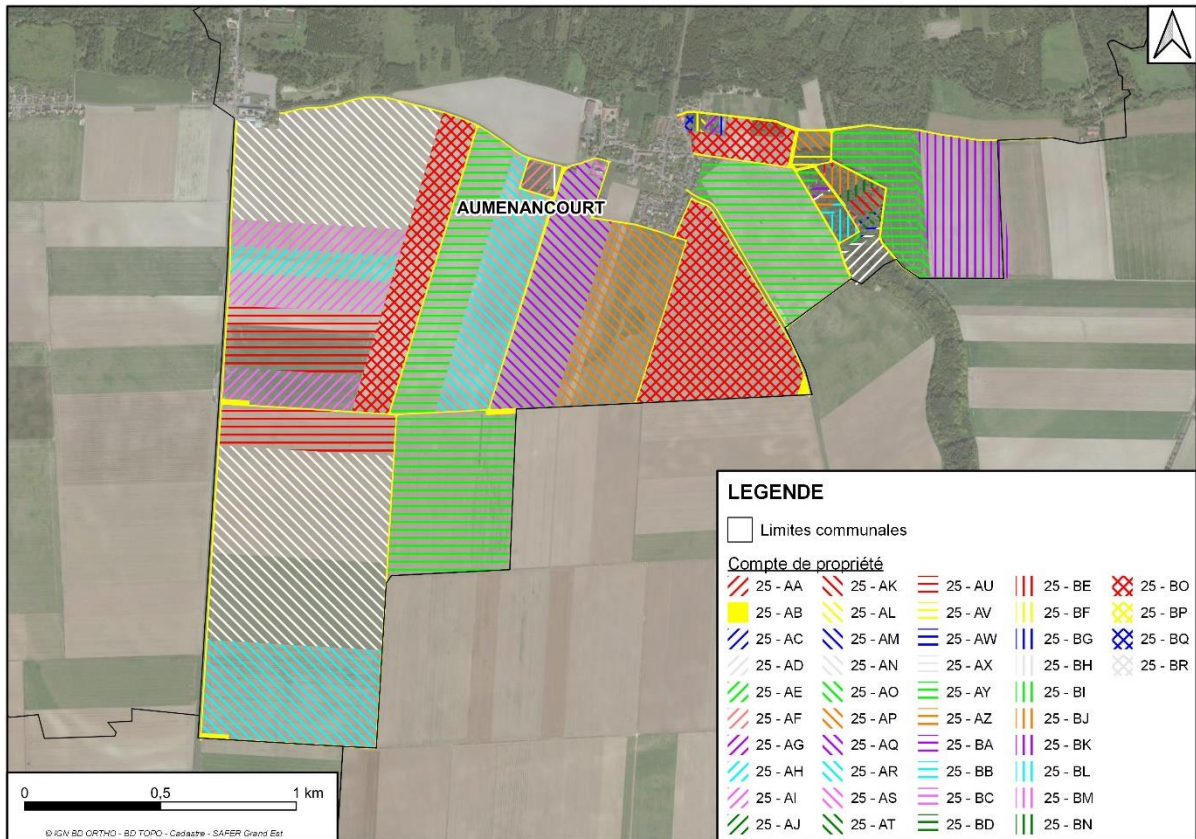 AUMENANCOURT
LEGENDE
Limites communales
Compte de propriété
25 - AA 25 - AK 25 - AU 25 - BE 25 - BO
25 - AB 25 - AL 25 - AV 25 - BF 25 - BP
25 - AC 25 - AM 25 - AW 25 - BG 25 - BQ
25 - AD 25 - AN 25 - AX 25 - BH 25 - BR
25 - AE 25 - AO 25 - AY 25 - BI
25 - AF 25 - AP 25 - AZ 25 - BJ
25 - AG 25 - AQ 25 - BA 25 - BK
25 - AH 25 - AR 25 - BB 25 - BL
25 - AI 25 - AS 25 - BC 25 - BM
25 - AJ 25 - AT 25 - BD 25 - BN
0 0,5 1 km
© IGN BD ORTHO - BD TOPO - Cadastre - SAFER Grand Est